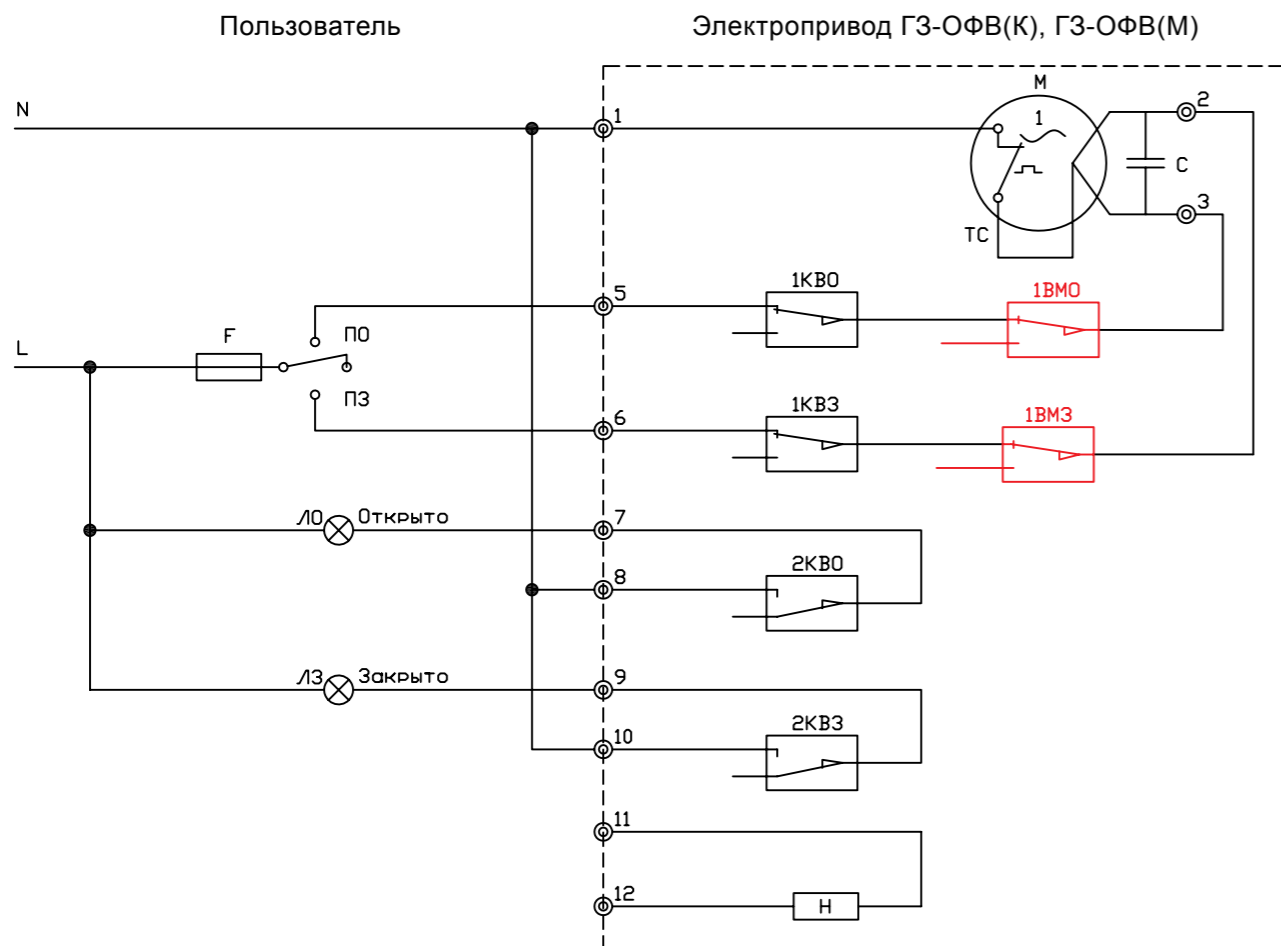 Пользователь
Электропривод ГЗ-ОФВ(К), ГЗ-ОФВ(М)
N
1
M
1
2
C
3
TC
5
1КВО
1ВМО
L
F
ПО
ПЗ
6
1КВЗ
1ВМЗ
ЛО
Открыто
7
8
2КВО
ЛЗ
Закрыто
9
10
2КВЗ
11
12
H